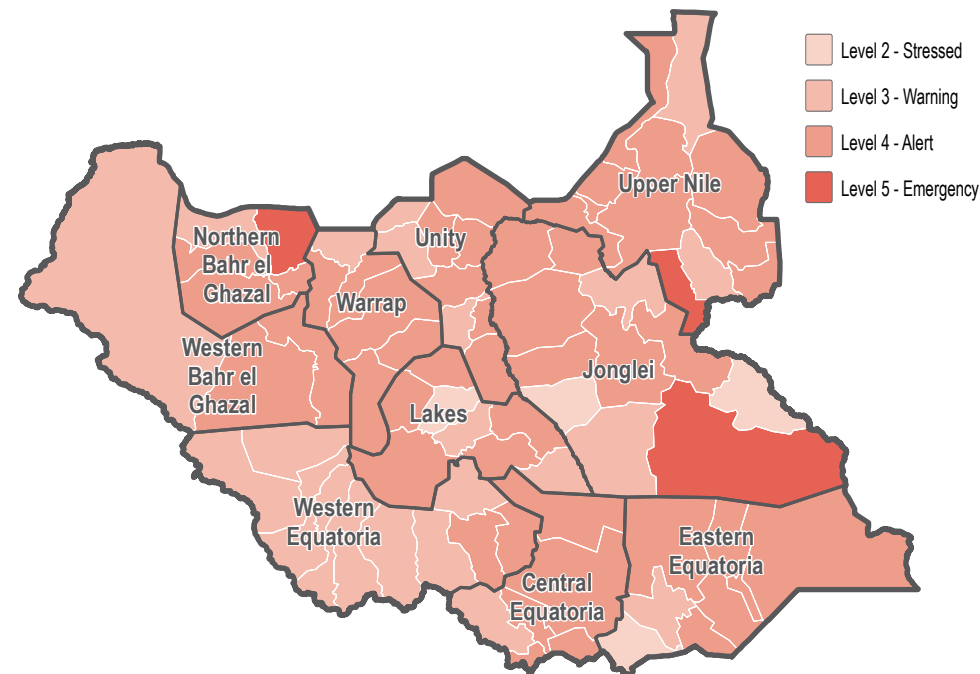 Level 2 - Stressed
Level 3 - Warning
Level 4 - Alert
Level 5 - Emergency
Upper Nile
Northern
Bahr el
Ghazal
Unity
Warrap
Western
Bahr el
Ghazal
Jonglei
Lakes
Western
Equatoria
Eastern
Equatoria
Central
Equatoria